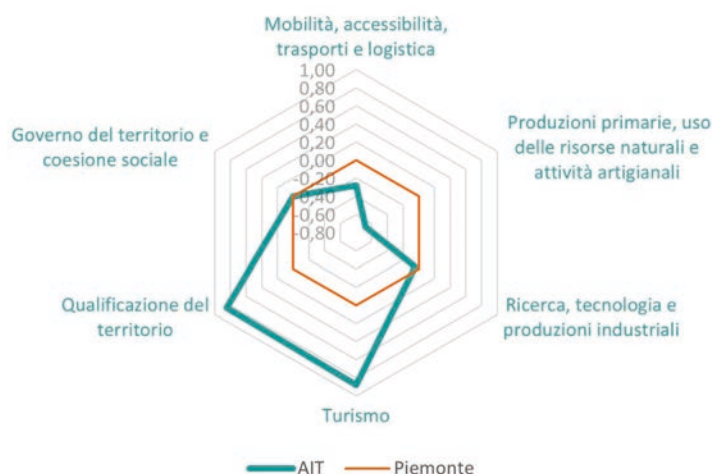 Mobilità, accessibilità,
trasporti e logistica
1,00
0,80
0,60
0,40
0,20
0,00
-0,20
-0,40
-0,60
-0,80
Produzioni primarie, uso
delle risorse naturali e
attività artigianali
Governo del territorio e
coesione sociale
Qualificazione del
territorio
Ricerca, tecnologia e
produzioni industriali
Turismo
AIT
Piemonte